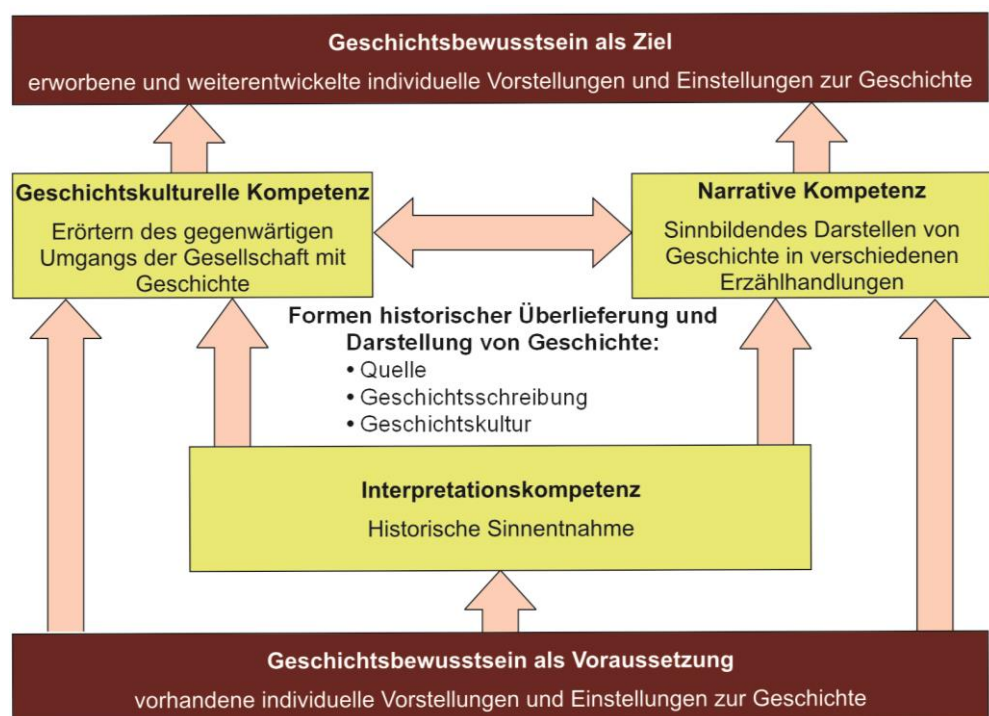 Geschichtsbewusstsein als Ziel
erworbene und weiterentwickelte individuelle Vorstellungen und Einstellungen zur Geschichte
Geschichtskulturelle Kompetenz
Erörtern des gegenwärtigen
Umgangs der Gesellschaft mit
Geschichte
Narrative Kompetenz
Sinnbildendes Darstellen von
Geschichte in verschiedenen
Erzählhandlungen
Formen historischer Überlieferung und
Darstellung von Geschichte:
• Quelle
• Geschichtsschreibung
• Geschichtskultur
Interpretationskompetenz
Historische Sinnentnahme
Geschichtsbewusstsein als Voraussetzung
vorhandene individuelle Vorstellungen und Einstellungen zur Geschichte